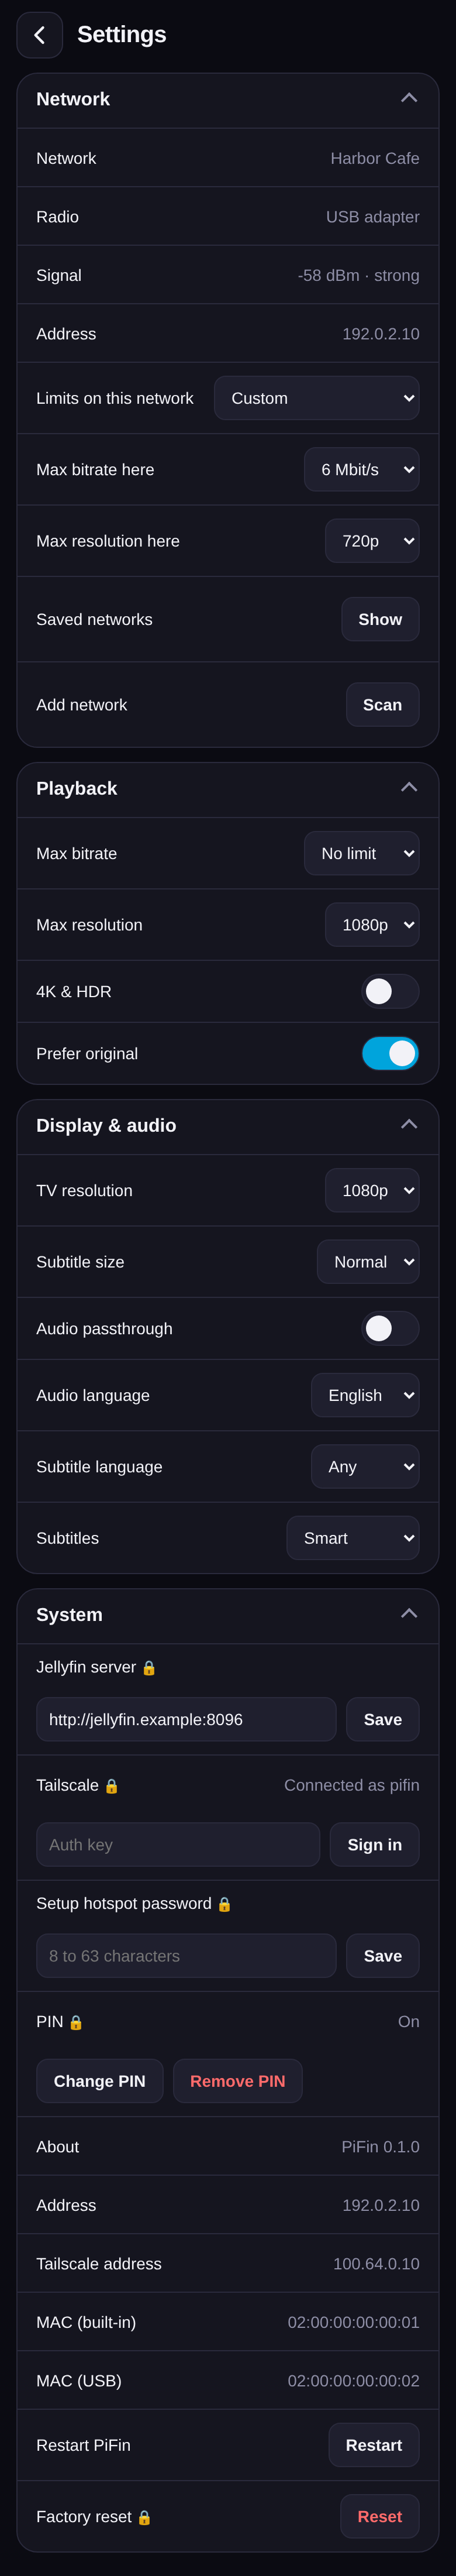 Settings
Network
Network Harbor Cafe
Radio USB adapter
Signal -58 dBm · strong
Address 192.0.2.10
Limits on this network Custom
Max bitrate here 6 Mbit/s
Max resolution here 720p
Saved networks Show
Add network Scan
Playback
Max bitrate No limit
Max resolution 1080p
4K & HDR
Prefer original
Display & audio
TV resolution 1080p
Subtitle size Normal
Audio passthrough
Audio language English
Subtitle language Any
Subtitles Smart
System
Jellyfin server 🔒
http://jellyfin.example:8096 Save
Tailscale 🔒 Connected as pifin
Auth key Sign in
Setup hotspot password 🔒
8 to 63 characters Save
PIN 🔒 On
Change PIN Remove PIN
About PiFin 0.1.0
Address 192.0.2.10
Tailscale address 100.64.0.10
MAC (built-in) 02:00:00:00:00:01
MAC (USB) 02:00:00:00:00:02
Restart PiFin Restart
Factory reset 🔒 Reset